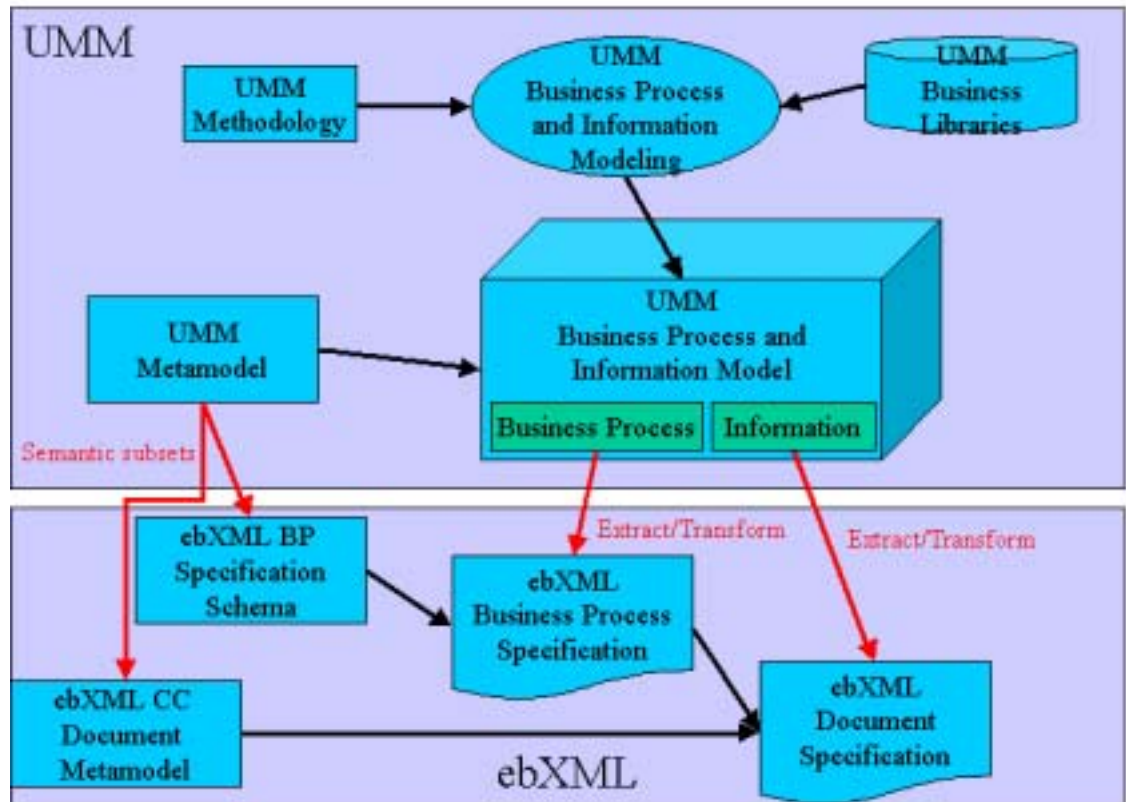 UMM
UMM
Methodology
UMM
Business Process
and Information
Modeling
UMM
Business
Libraries
UMM
Metamodel
UMM
Business Process and
Information Model
Business Process
Information
Semantic subsets
Extract/Transform
Extract/Transform
ebXML BP
Specification
Schema
ebXML
Business Process
Specification
ebXML CC
Document
Metamodel
ebXML
Document
Specification
ebXML